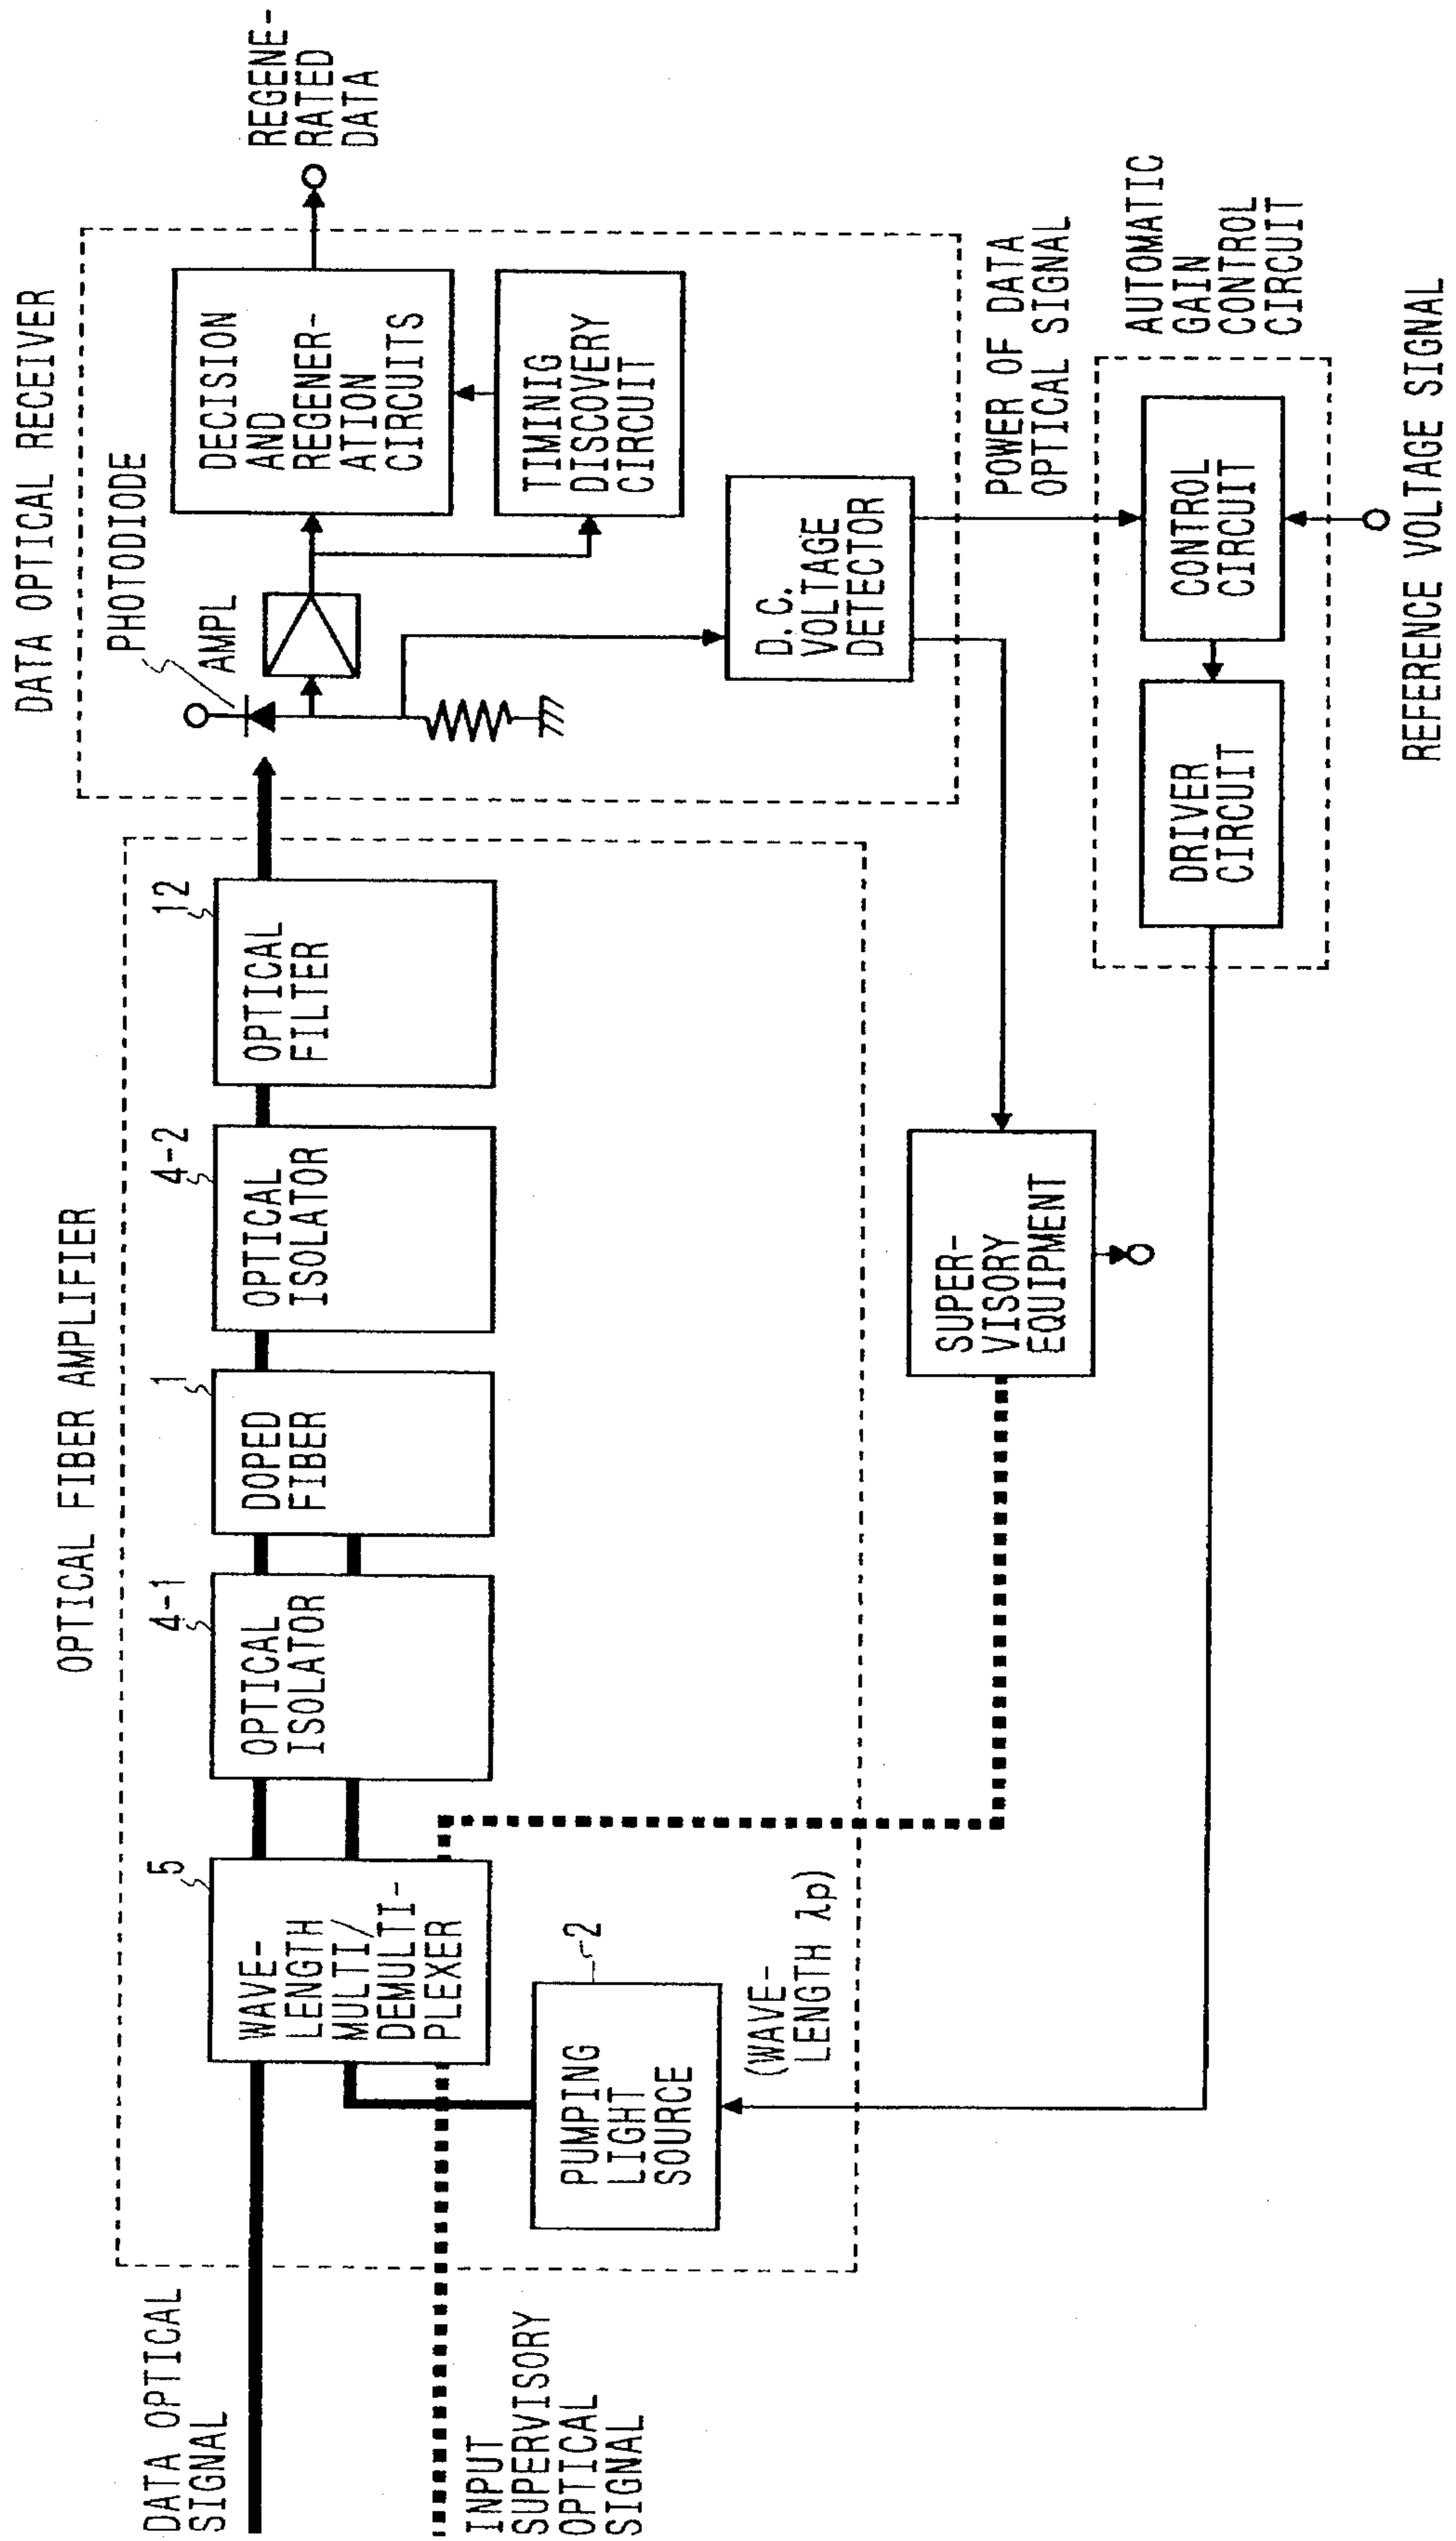 DATA OPTICAL
SIGNAL
INPUT
SUPERVISORY
OPTICAL
SIGNAL
OPTICAL FIBER AMPLIFIER
5
WAVE-
LENGTH
MULTI/
DEMULTI-
PLEXER
2
PUMPING
LIGHT
SOURCE
(WAVE-
LENGTH λp)
4-1
OPTICAL
ISOLATOR
1
DOPED
FIBER
4-2
OPTICAL
ISOLATOR
12
OPTICAL
FILTER
SUPER-
VISORY
EQUIPMENT
DATA OPTICAL RECEIVER
PHOTODIODE
AMPL
DECISION
AND
REGENER-
ATION
CIRCUITS
TIMINIG
DISCOVERY
CIRCUIT
D.C.
VOLTAGE
DETECTOR
REGENE-
RATED
DATA
POWER OF DATA
OPTICAL SIGNAL
AUTOMATIC
GAIN
CONTROL
CIRCUIT
DRIVER
CIRCUIT
CONTROL
CIRCUIT
REFERENCE VOLTAGE SIGNAL